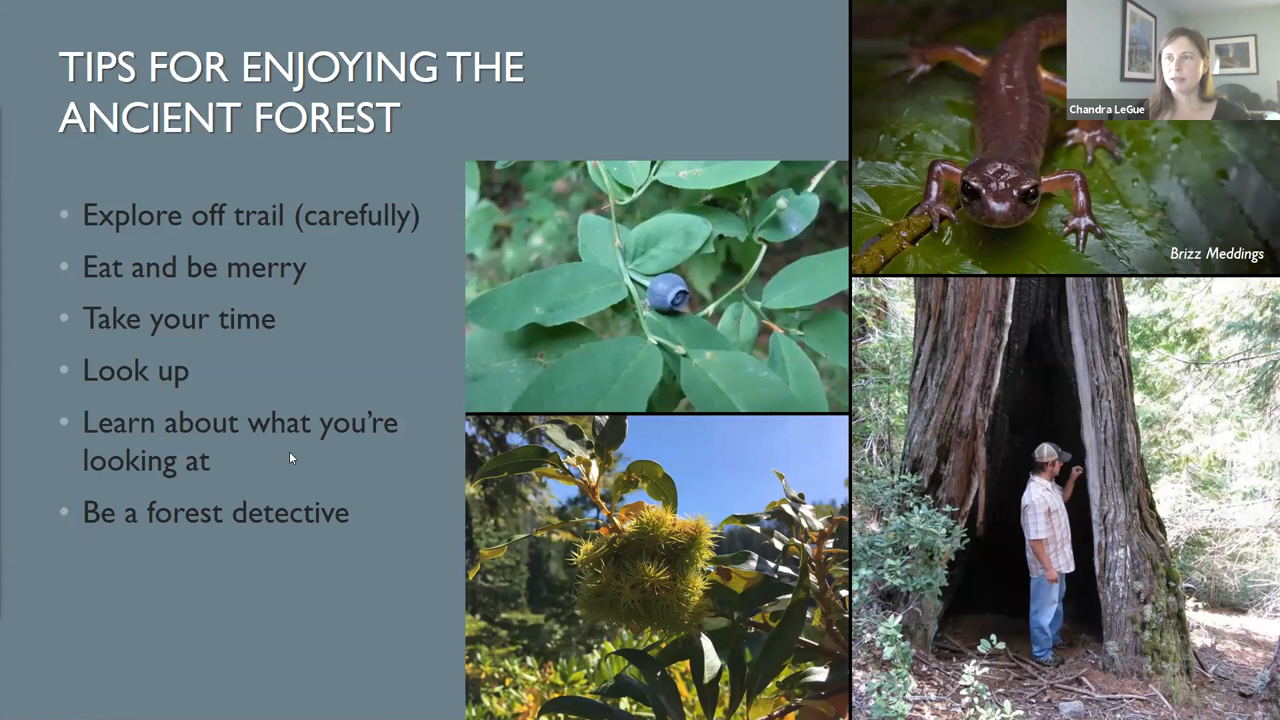 TIPS FOR ENJOYING THE
ANCIENT FOREST
• Explore off trail (carefully)
• Eat and be merry
• Take your time
• Look up
• Learn about what you’re
looking at
• Be a forest detective
Chandra LeGue
Brizz Meddings